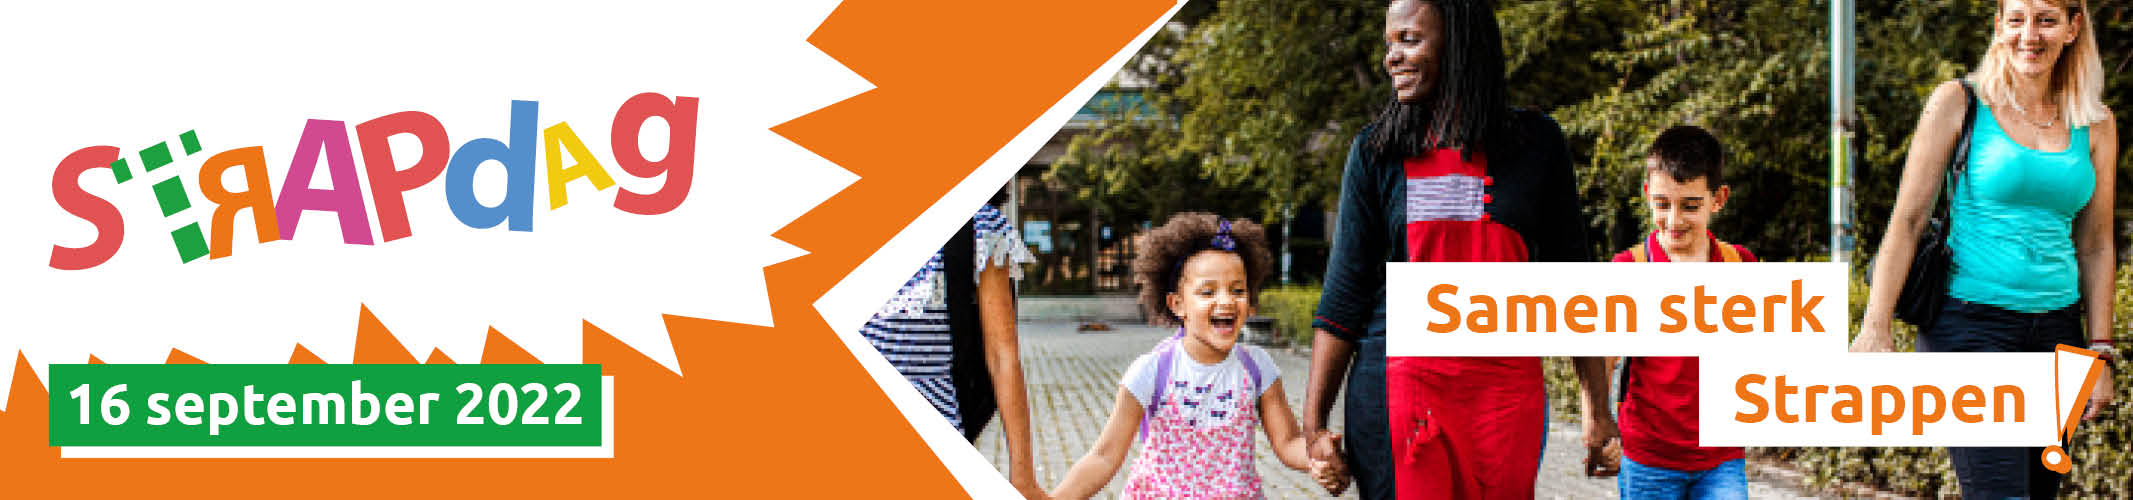 STRAPdAg
16 september 2022
Samen sterk
Strappen!